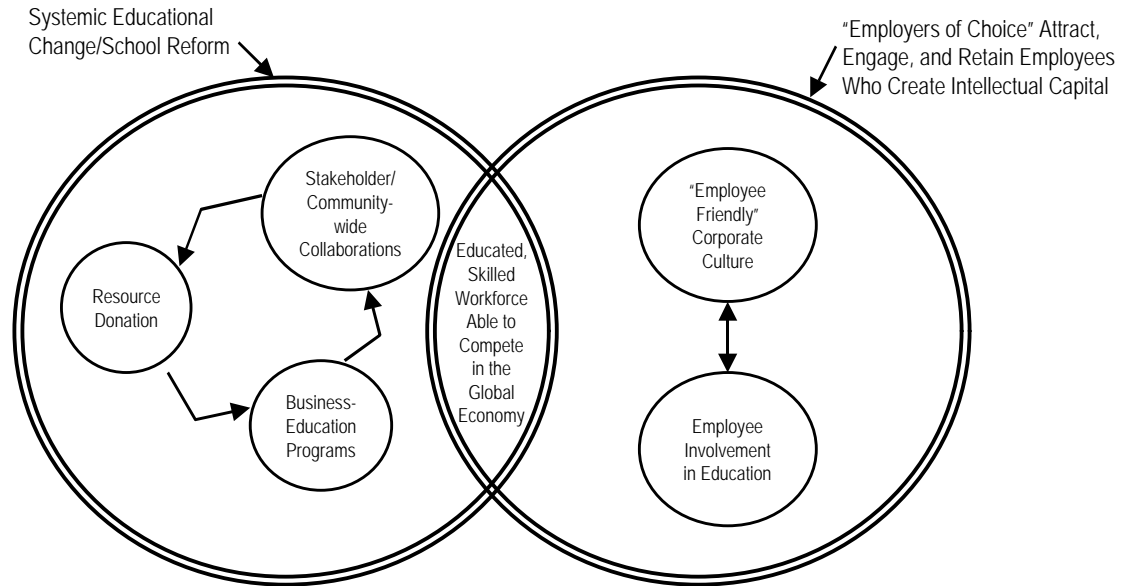 Systemic Educational
Change/School Reform
“Employers of Choice” Attract,
Engage, and Retain Employees
Who Create Intellectual Capital
Stakeholder/
Community-
wide
Collaborations
Resource
Donation
Business-
Education
Programs
Educated,
Skilled
Workforce
Able to
Compete
in the
Global
Economy
“Employee
Friendly”
Corporate
Culture
Employee
Involvement
in Education